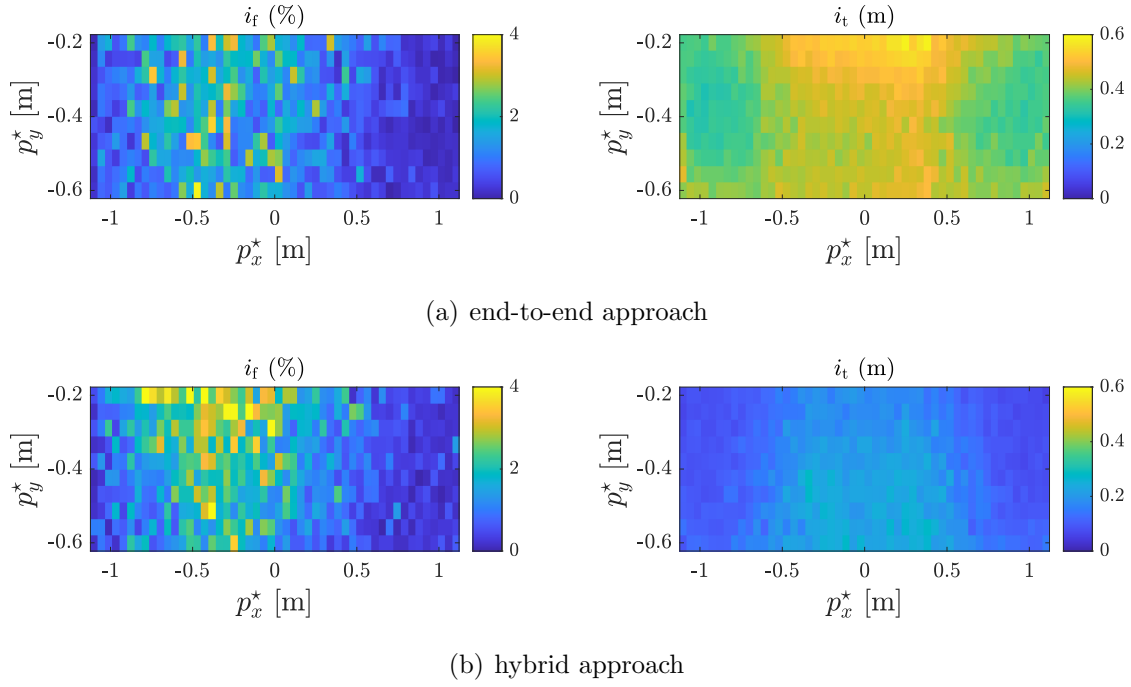 i_f (%) i_t (m)
-0.2 4 -0.2 0.6
p_y^⋆ [m] -0.4 2 p_y^⋆ [m] -0.4 0.4
0.2
-0.6 0 -0.6 0
-1 -0.5 0 0.5 1 -1 -0.5 0 0.5 1
p_x^⋆ [m] p_x^⋆ [m]
(a) end-to-end approach
i_f (%) i_t (m)
-0.2 4 -0.2 0.6
p_y^⋆ [m] -0.4 2 p_y^⋆ [m] -0.4 0.4
0.2
-0.6 0 -0.6 0
-1 -0.5 0 0.5 1 -1 -0.5 0 0.5 1
p_x^⋆ [m] p_x^⋆ [m]
(b) hybrid approach